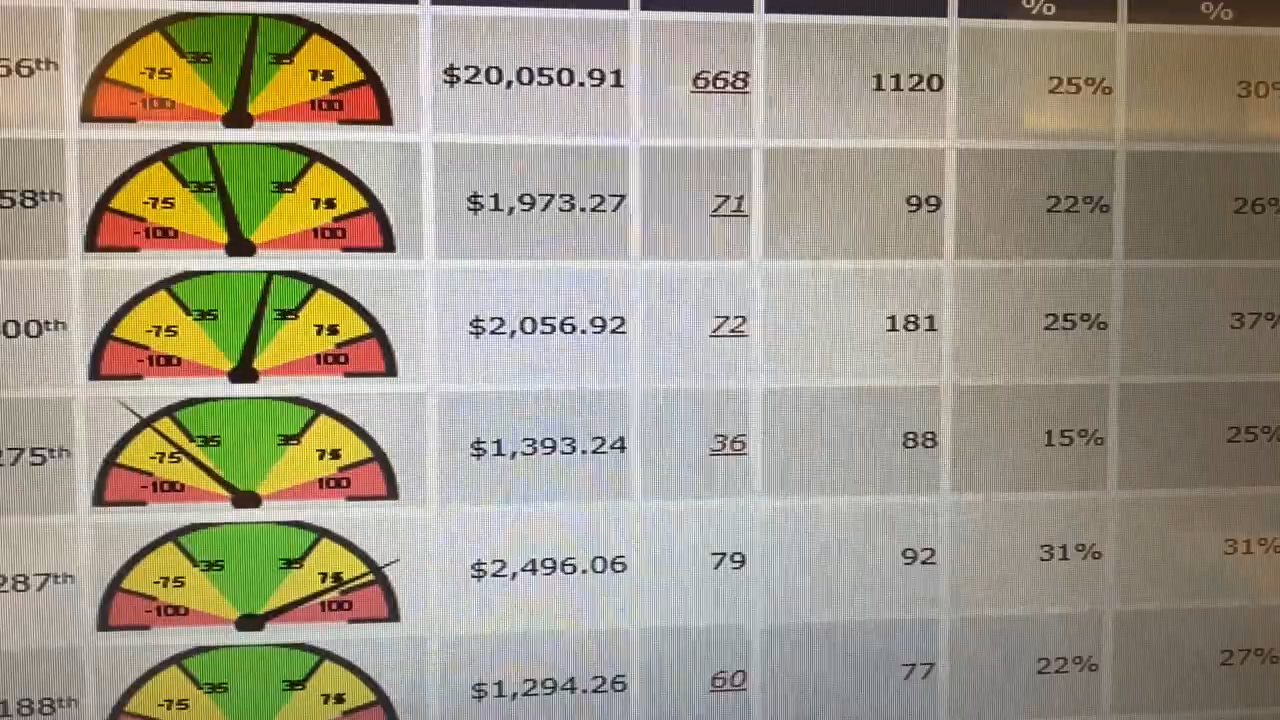 % %
56th -100 -75 35 35 75 100 $20,050.91 668 1120 25% 30%
58th -100 -75 35 35 75 100 $1,973.27 71 99 22% 26%
00th -100 -75 35 35 75 100 $2,056.92 72 181 25% 37%
275th -100 -75 35 35 75 100 $1,393.24 36 88 15% 25%
287th -100 -75 35 35 75 100 $2,496.06 79 92 31% 31%
188th -75 35 35 75 $1,294.26 60 77 22% 27%